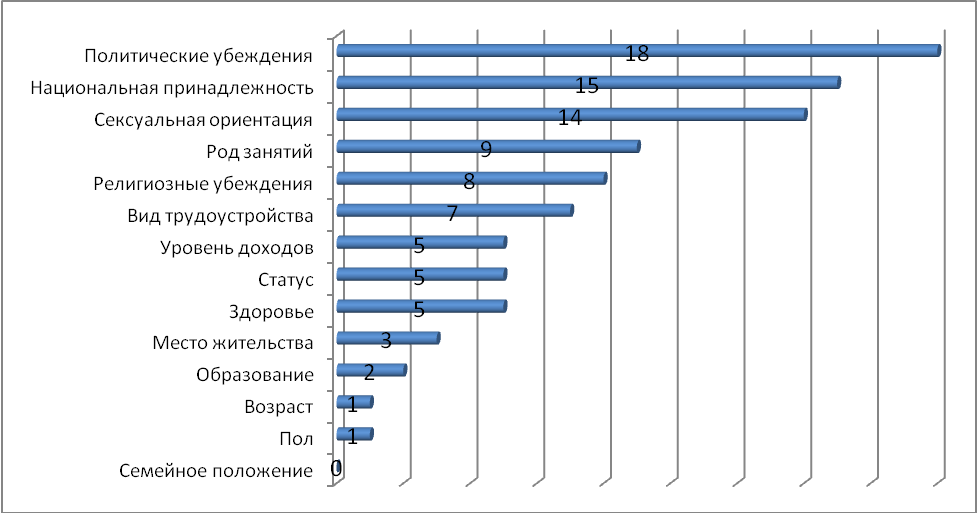 Политические убеждения 18
Национальная принадлежность 15
Сексуальная ориентация 14
Род занятий 9
Религиозные убеждения 8
Вид трудоустройства 7
Уровень доходов 5
Статус 5
Здоровье 5
Место жительства 3
Образование 2
Возраст 1
Пол 1
Семейное положение 0